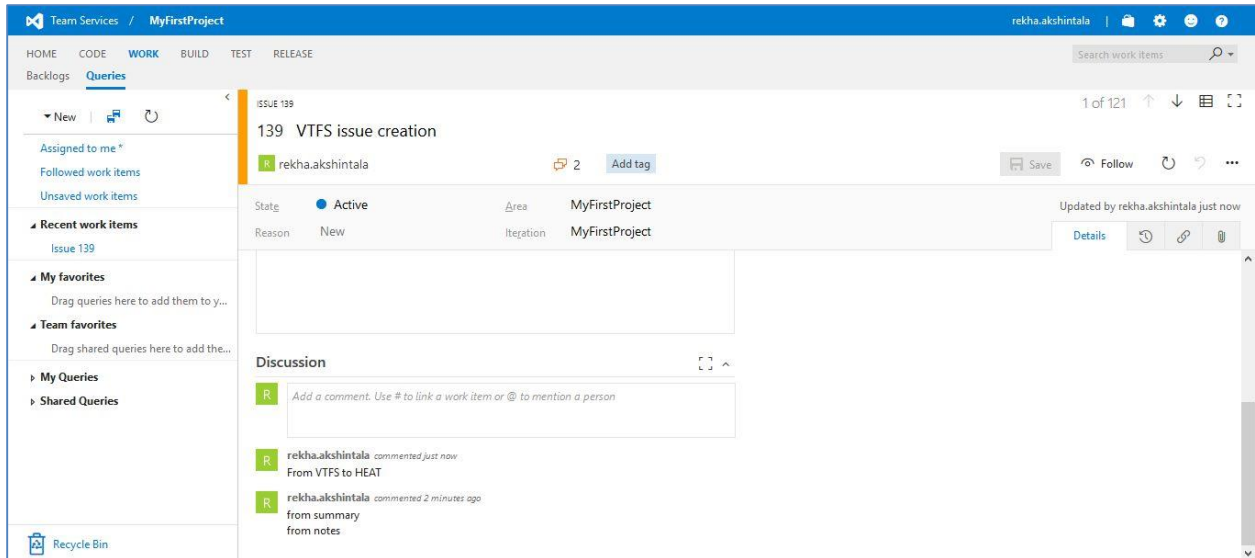 Team Services / MyFirstProject
rekha.akshintala |
HOME CODE WORK BUILD TEST RELEASE
Search work items
Backlogs Queries
New
Assigned to me *
Followed work items
Unsaved work items
Recent work items
Issue 139
My favorites
Drag queries here to add them to y...
Team favorites
Drag shared queries here to add the...
My Queries
Shared Queries
Recycle Bin
ISSUE 139
1 of 121
139 VTFS issue creation
R rekha.akshintala
2
Add tag
Save
Follow
State Active
Area MyFirstProject
Updated by rekha.akshintala just now
Reason New
Iteration MyFirstProject
Details
Discussion
R
Add a comment. Use # to link a work item or @ to mention a person
R
rekha.akshintala commented just now
From VTFS to HEAT
R
rekha.akshintala commented 2 minutes ago
from summary
from notes